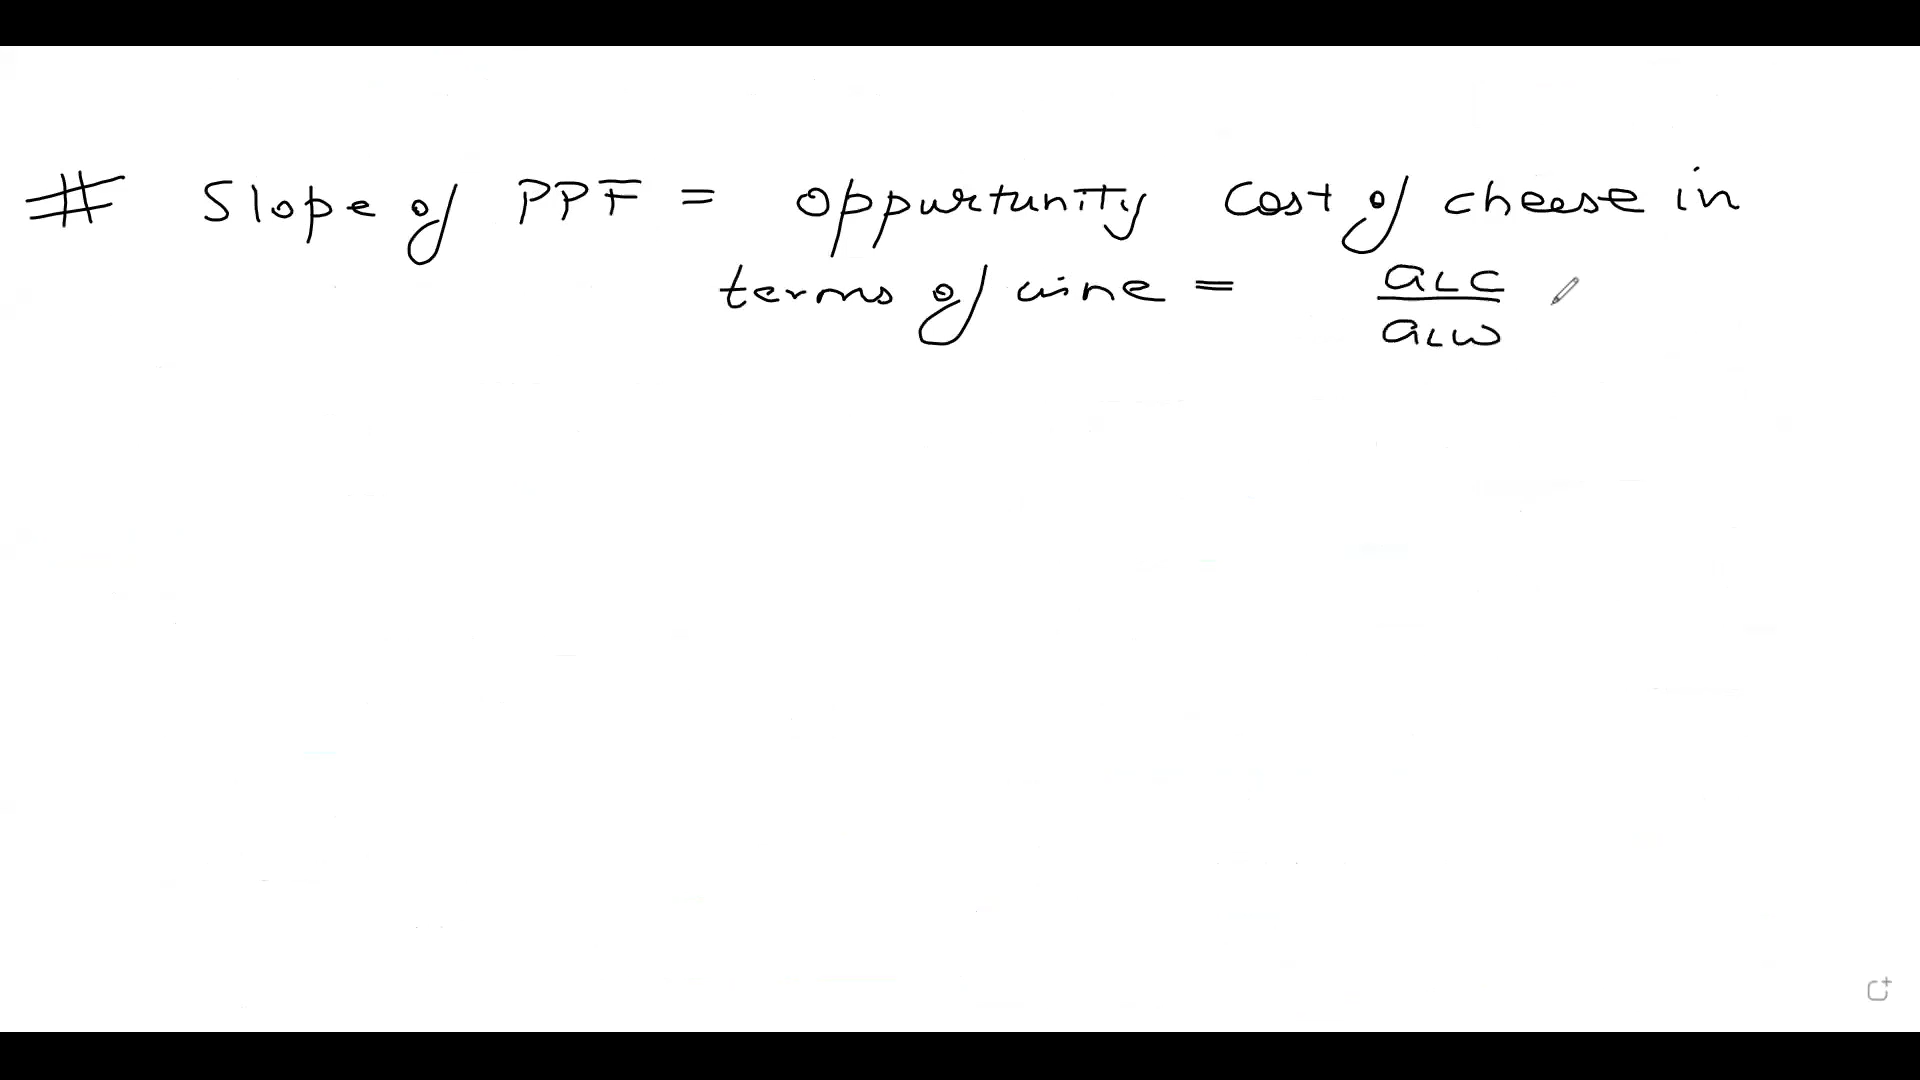 # Slope of PPF = oppurtunity Cost of cheese in
terms of wine = aLC / aLW